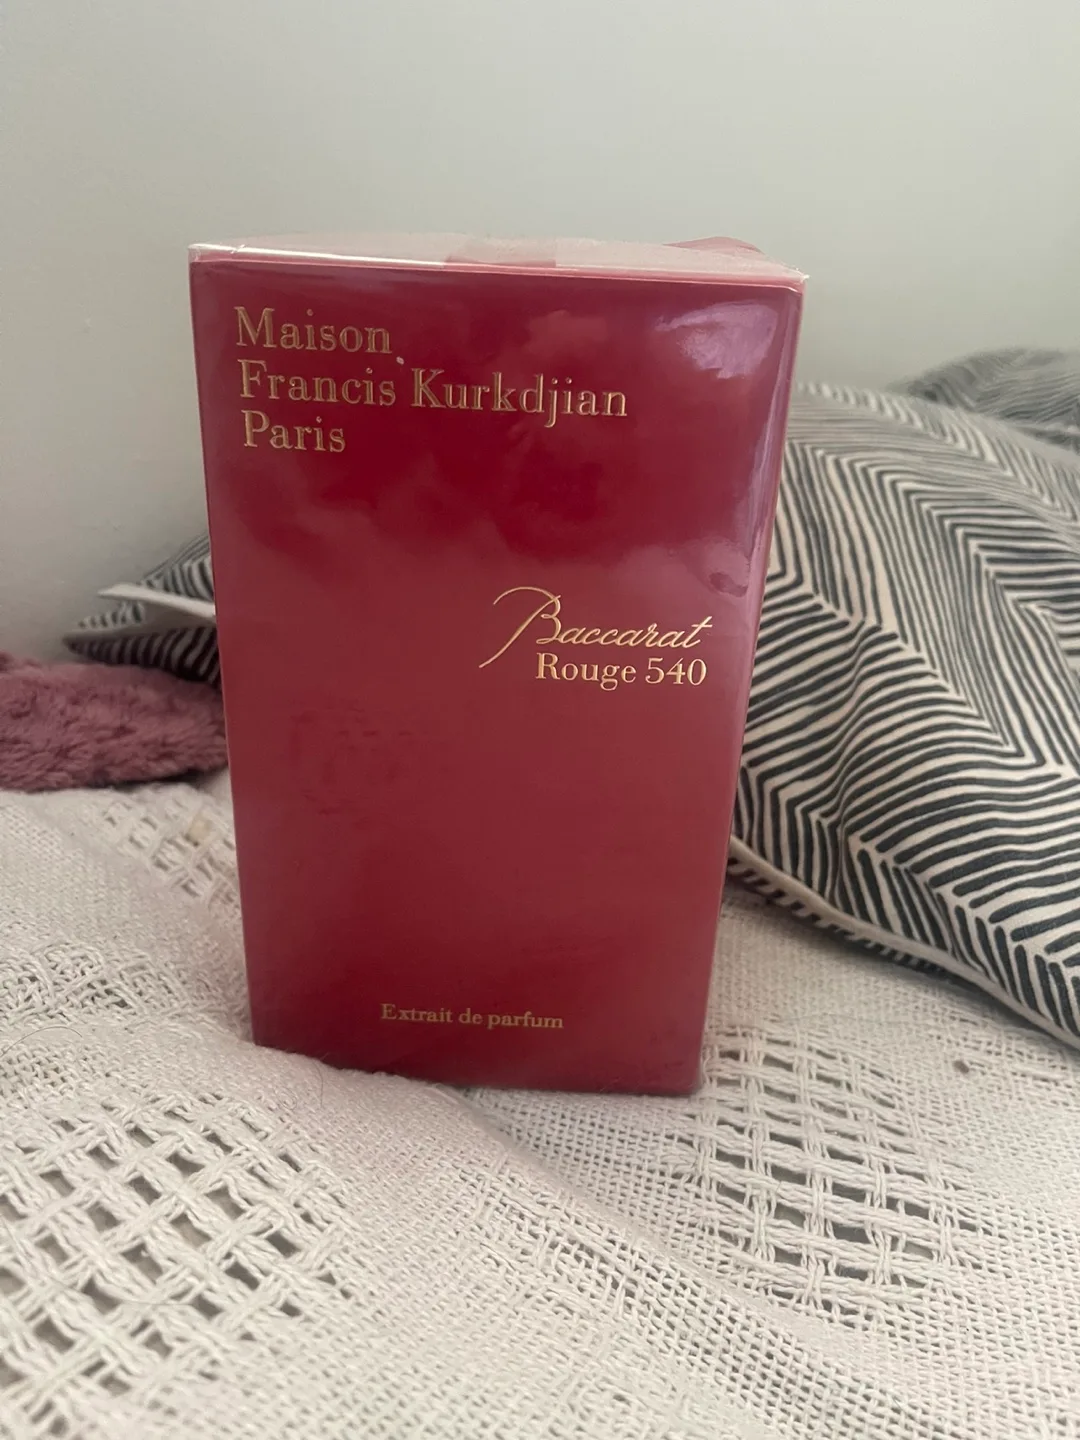 Maison
Francis Kurkdjian
Paris
Baccarat
Rouge 540
Extrait de parfum